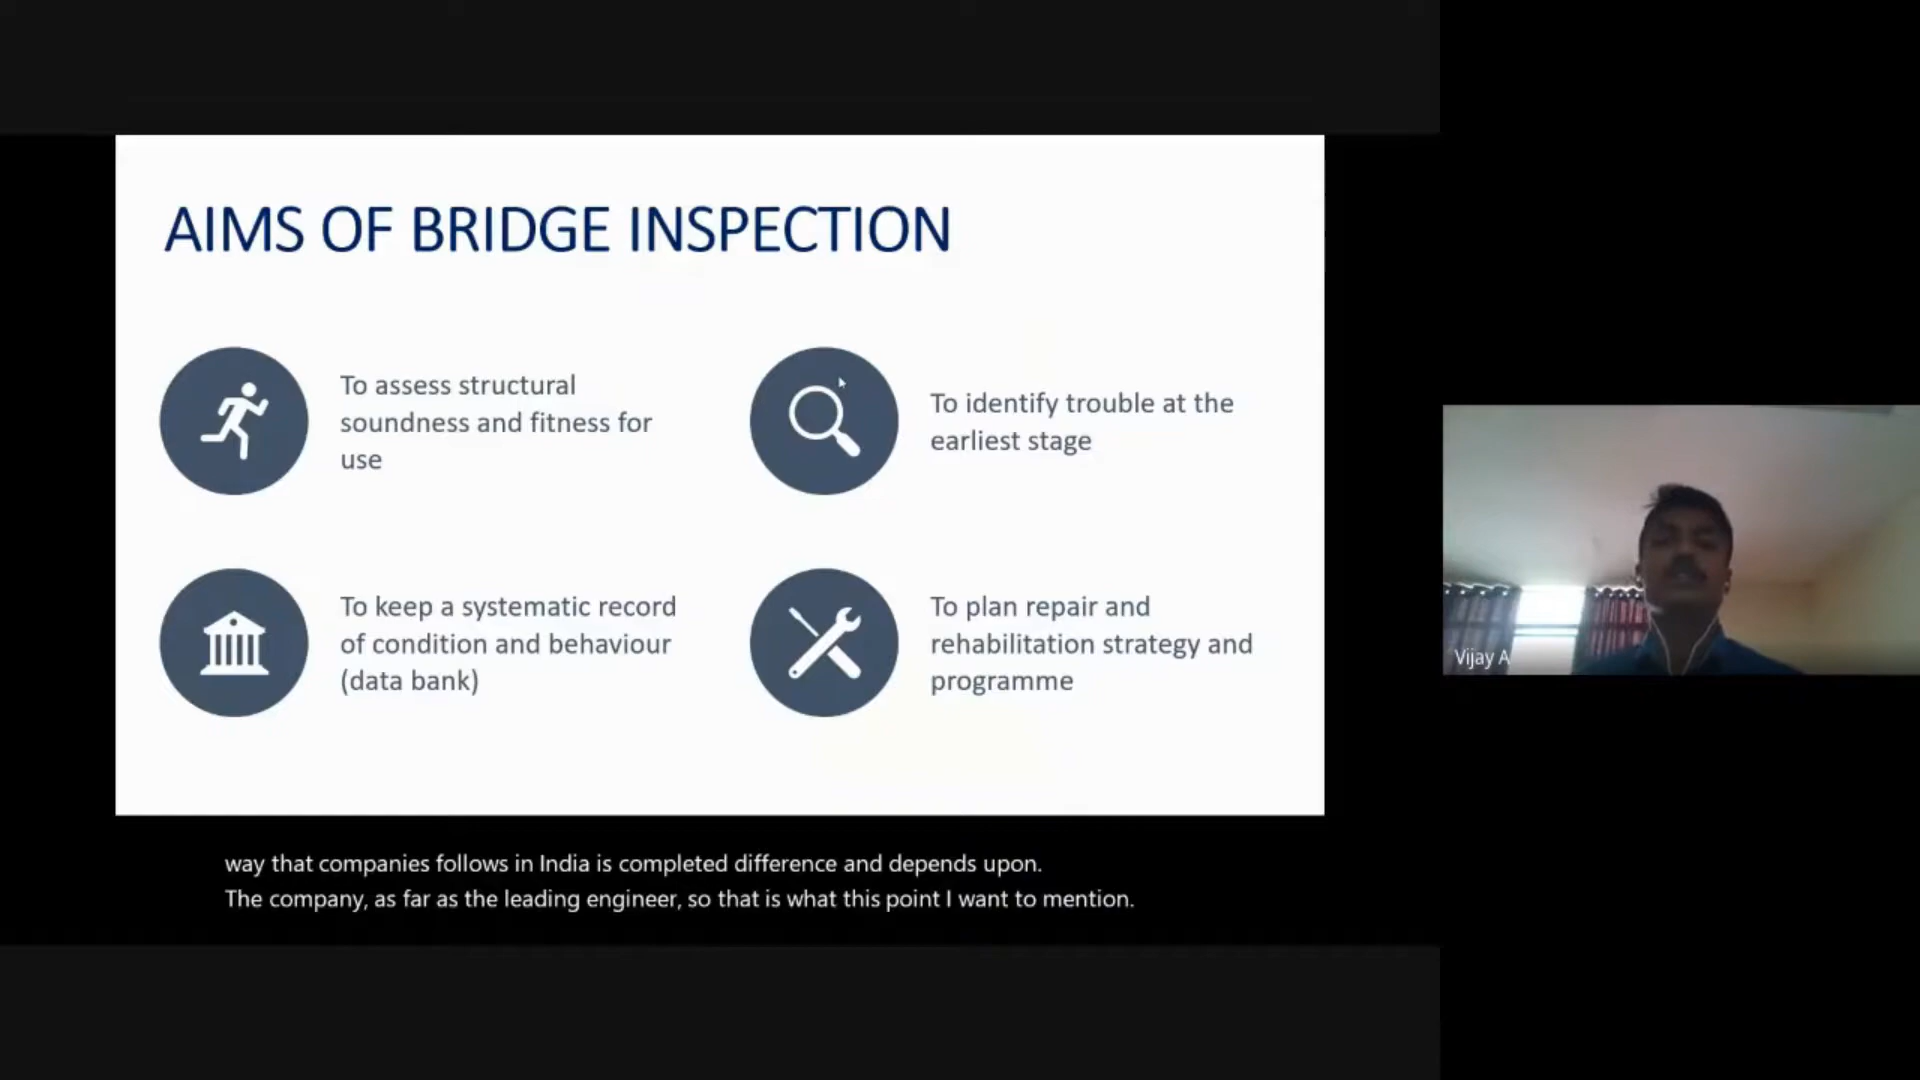 AIMS OF BRIDGE INSPECTION
To assess structural
soundness and fitness for
use
To identify trouble at the
earliest stage
To keep a systematic record
of condition and behaviour
(data bank)
To plan repair and
rehabilitation strategy and
programme
Vijay A
way that companies follows in India is completed difference and depends upon.
The company, as far as the leading engineer, so that is what this point I want to mention.